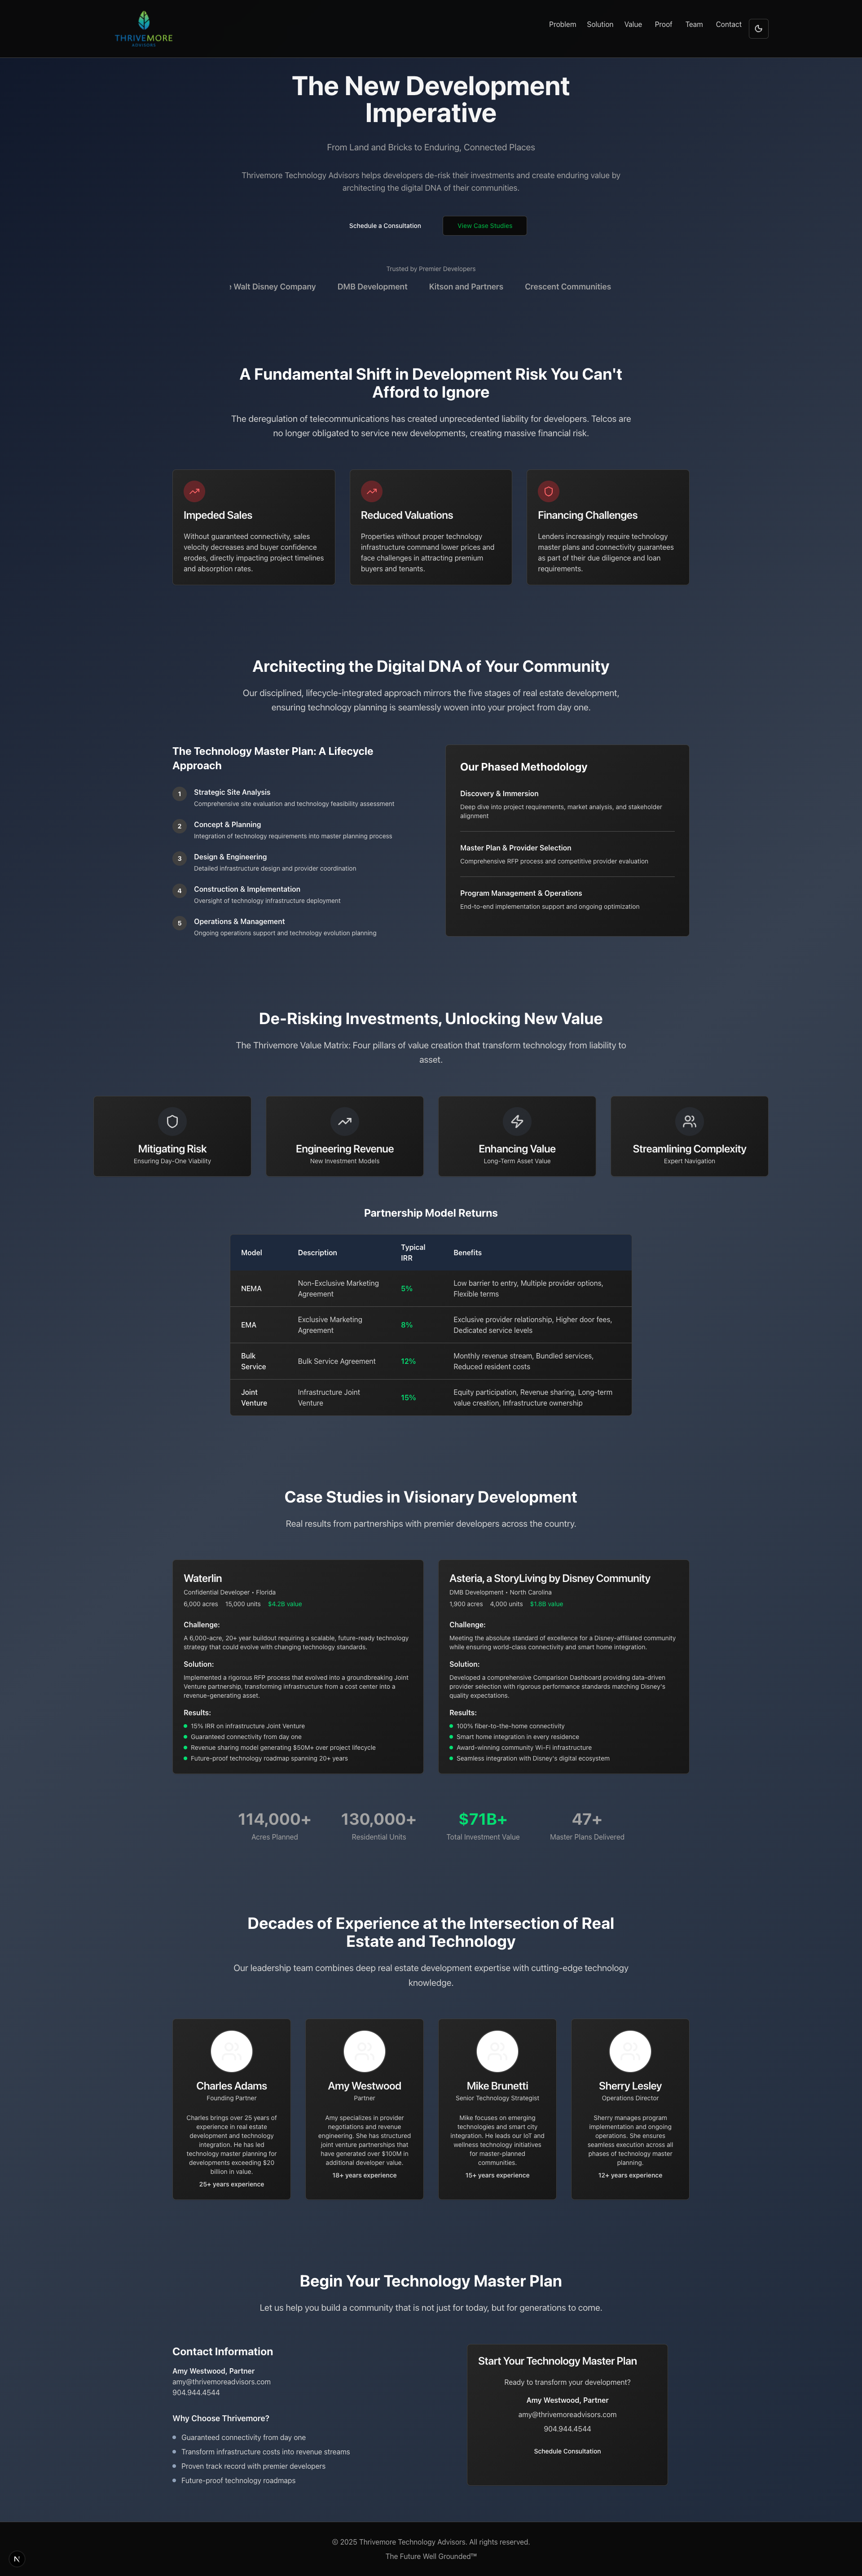 THRIVEMORE
ADVISORS
Problem Solution Value Proof Team Contact
The New Development
Imperative
From Land and Bricks to Enduring, Connected Places
Thrivemore Technology Advisors helps developers de-risk their investments and create enduring value by
architecting the digital DNA of their communities.
Schedule a Consultation View Case Studies
Trusted by Premier Developers
Walt Disney Company DMB Development Kitson and Partners Crescent Communities
A Fundamental Shift in Development Risk You Can't
Afford to Ignore
The deregulation of telecommunications has created unprecedented liability for developers. Telcos are
no longer obligated to service new developments, creating massive financial risk.
Impeded Sales
Without guaranteed connectivity, sales
velocity decreases and buyer confidence
erodes, directly impacting project timelines
and absorption rates.
Reduced Valuations
Properties without proper technology
infrastructure command lower prices and
face challenges in attracting premium
buyers and tenants.
Financing Challenges
Lenders increasingly require technology
master plans and connectivity guarantees
as part of their due diligence and loan
requirements.
Architecting the Digital DNA of Your Community
Our disciplined, lifecycle-integrated approach mirrors the five stages of real estate development,
ensuring technology planning is seamlessly woven into your project from day one.
The Technology Master Plan: A Lifecycle
Approach
1 Strategic Site Analysis
Comprehensive site evaluation and technology feasibility assessment
2 Concept & Planning
Integration of technology requirements into master planning process
3 Design & Engineering
Detailed infrastructure design and provider coordination
4 Construction & Implementation
Oversight of technology infrastructure deployment
5 Operations & Management
Ongoing operations support and technology evolution planning
Our Phased Methodology
Discovery & Immersion
Deep dive into project requirements, market analysis, and stakeholder
alignment
Master Plan & Provider Selection
Comprehensive RFP process and competitive provider evaluation
Program Management & Operations
End-to-end implementation support and ongoing optimization
De-Risking Investments, Unlocking New Value
The Thrivemore Value Matrix: Four pillars of value creation that transform technology from liability to
asset.
Mitigating Risk
Ensuring Day-One Viability
Engineering Revenue
New Investment Models
Enhancing Value
Long-Term Asset Value
Streamlining Complexity
Expert Navigation
Partnership Model Returns
Model Description Typical IRR Benefits
NEMA Non-Exclusive Marketing Agreement 5% Low barrier to entry, Multiple provider options, Flexible terms
EMA Exclusive Marketing Agreement 8% Exclusive provider relationship, Higher door fees, Dedicated service levels
Bulk Service Bulk Service Agreement 12% Monthly revenue stream, Bundled services, Reduced resident costs
Joint Venture Infrastructure Joint Venture 15% Equity participation, Revenue sharing, Long-term value creation, Infrastructure ownership
Case Studies in Visionary Development
Real results from partnerships with premier developers across the country.
Waterlin
Confidential Developer • Florida
6,000 acres 15,000 units $4.2B value
Challenge:
A 6,000-acre, 20+ year buildout requiring a scalable, future-ready technology
strategy that could evolve with changing technology standards.
Solution:
Implemented a rigorous RFP process that evolved into a groundbreaking Joint
Venture partnership, transforming infrastructure from a cost center into a
revenue-generating asset.
Results:
15% IRR on infrastructure Joint Venture
Guaranteed connectivity from day one
Revenue sharing model generating $50M+ over project lifecycle
Future-proof technology roadmap spanning 20+ years
Asteria, a StoryLiving by Disney Community
DMB Development • North Carolina
1,900 acres 4,000 units $1.8B value
Challenge:
Meeting the absolute standard of excellence for a Disney-affiliated community
while ensuring world-class connectivity and smart home integration.
Solution:
Developed a comprehensive Comparison Dashboard providing data-driven
provider selection with rigorous performance standards matching Disney's
quality expectations.
Results:
100% fiber-to-the-home connectivity
Smart home integration in every residence
Award-winning community Wi-Fi infrastructure
Seamless integration with Disney's digital ecosystem
114,000+ 130,000+ $71B+ 47+
Acres Planned Residential Units Total Investment Value Master Plans Delivered
Decades of Experience at the Intersection of Real
Estate and Technology
Our leadership team combines deep real estate development expertise with cutting-edge technology
knowledge.
Charles Adams
Founding Partner
Charles brings over 25 years of
experience in real estate
development and technology
integration. He has led
technology master planning for
developments exceeding $20
billion in value.
25+ years experience
Amy Westwood
Partner
Amy specializes in provider
negotiations and revenue
engineering. She has structured
joint venture partnerships that
have generated over $100M in
additional developer value.
18+ years experience
Mike Brunetti
Senior Technology Strategist
Mike focuses on emerging
technologies and smart city
integration. He leads our IoT and
wellness technology initiatives
for master-planned
communities.
15+ years experience
Sherry Lesley
Operations Director
Sherry manages program
implementation and ongoing
operations. She ensures
seamless execution across all
phases of technology master
planning.
12+ years experience
Begin Your Technology Master Plan
Let us help you build a community that is not just for today, but for generations to come.
Contact Information
Amy Westwood, Partner
amy@thrivemoreadvisors.com
904.944.4544
Why Choose Thrivemore?
Guaranteed connectivity from day one
Transform infrastructure costs into revenue streams
Proven track record with premier developers
Future-proof technology roadmaps
Start Your Technology Master Plan
Ready to transform your development?
Amy Westwood, Partner
amy@thrivemoreadvisors.com
904.944.4544
Schedule Consultation
© 2025 Thrivemore Technology Advisors. All rights reserved.
The Future Well Grounded™
N